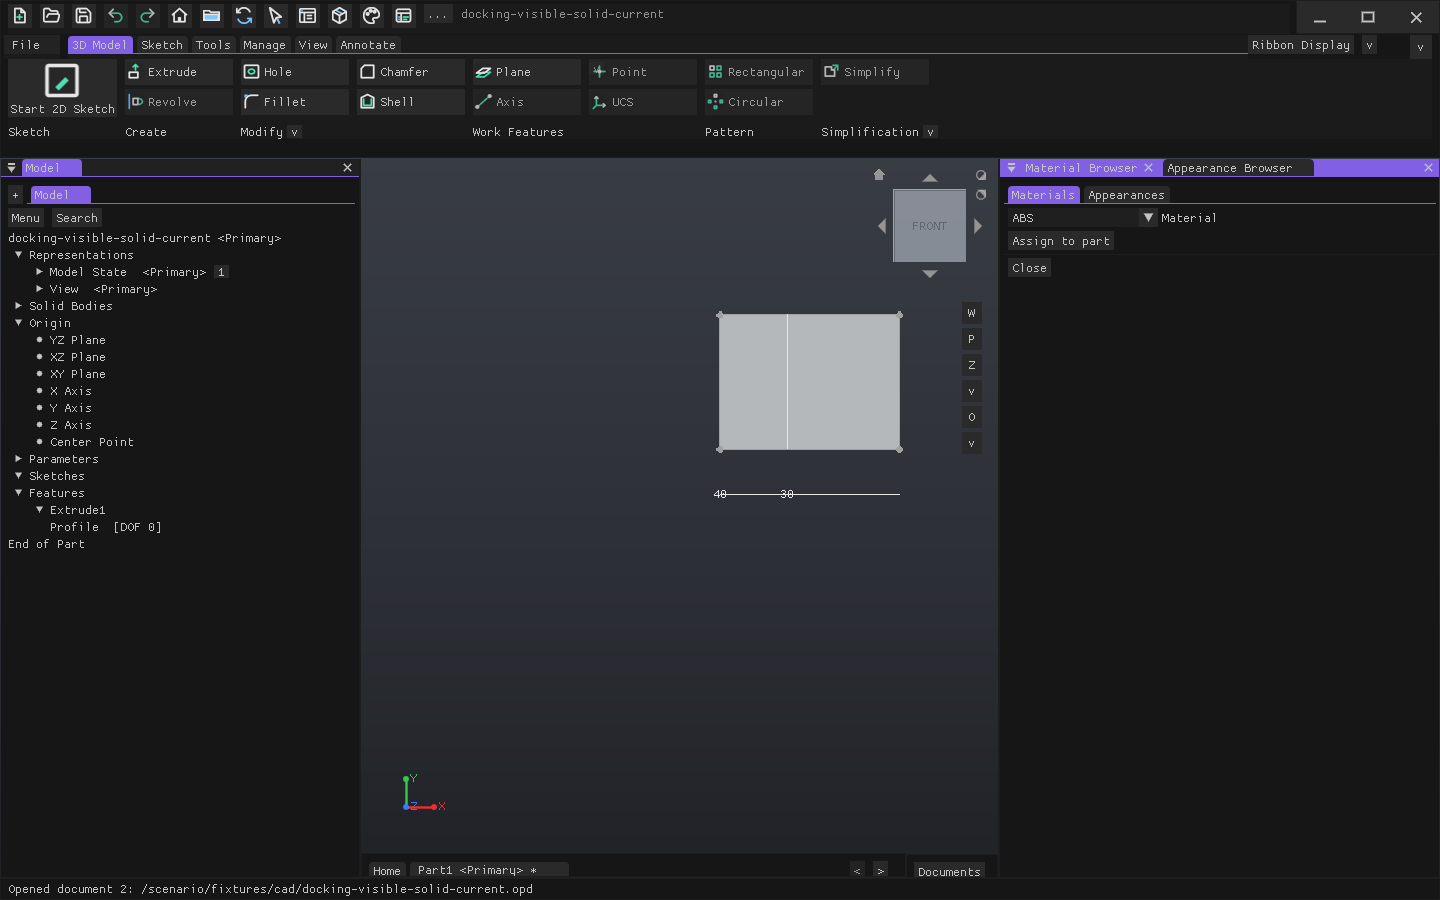 ... docking-visible-solid-current
File 3D Model Sketch Tools Manage View Annotate Ribbon Display v v
Start 2D Sketch
Extrude Hole Chamfer Plane Point Rectangular Simplify
Revolve Fillet Shell Axis UCS Circular
Sketch Create Modify v Work Features Pattern Simplification v
Model
+ Model
Menu Search
docking-visible-solid-current <Primary>
Representations
Model State <Primary> 1
View <Primary>
Solid Bodies
Origin
YZ Plane
XZ Plane
XY Plane
X Axis
Y Axis
Z Axis
Center Point
Parameters
Sketches
Features
Extrude1
Profile [DOF 0]
End of Part
FRONT
W
P
Z
v
O
v
40 30
Y
Z X
Home Part1 <Primary> * < > Documents
Material Browser Appearance Browser
Materials Appearances
ABS Material
Assign to part
Close
Opened document 2: /scenario/fixtures/cad/docking-visible-solid-current.opd